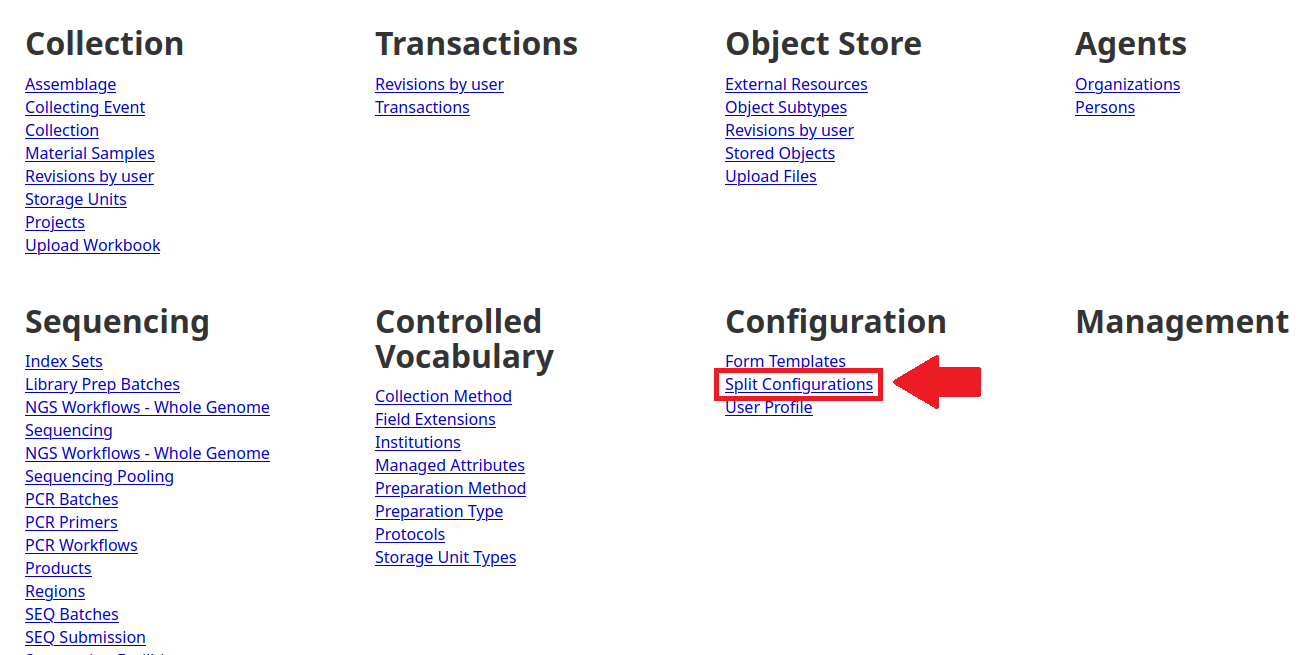 Collection
Assemblage
Collecting Event
Collection
Material Samples
Revisions by user
Storage Units
Projects
Upload Workbook
Transactions
Revisions by user
Transactions
Object Store
External Resources
Object Subtypes
Revisions by user
Stored Objects
Upload Files
Agents
Organizations
Persons
Sequencing
Index Sets
Library Prep Batches
NGS Workflows - Whole Genome
Sequencing
NGS Workflows - Whole Genome
Sequencing Pooling
PCR Batches
PCR Primers
PCR Workflows
Products
Regions
SEQ Batches
SEQ Submission
Controlled
Vocabulary
Collection Method
Field Extensions
Institutions
Managed Attributes
Preparation Method
Preparation Type
Protocols
Storage Unit Types
Configuration
Form Templates
Split Configurations
User Profile
Management